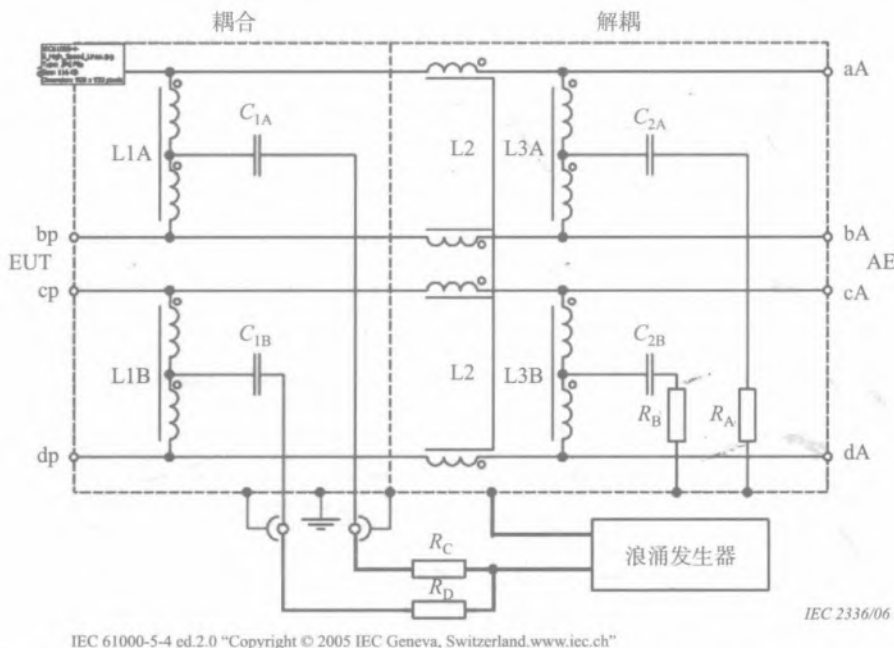 耦合
解耦
aA
C1A
C2A
L1A
L2
L3A
bp
bA
EUT
AE
cp
cA
C1B
C2B
L1B
L2
L3B
RB
RA
dp
dA
RC
浪涌发生器
RD
IEC 2336/06
IEC 61000-5-4 ed.2.0 “Copyright © 2005 IEC Geneva, Switzerland.www.iec.ch”